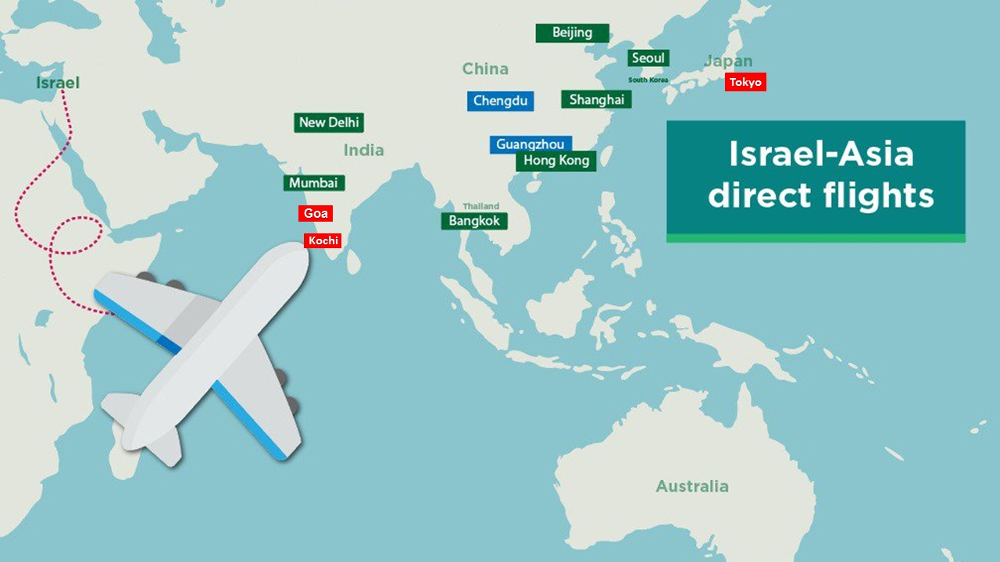 Beijing
Seoul
China
Japan
South Korea
Tokyo
Israel
Chengdu
Shanghai
New Delhi
India
Guangzhou
Hong Kong
Israel-Asia
direct flights
Mumbai
Thailand
Goa
Bangkok
Kochi
Australia